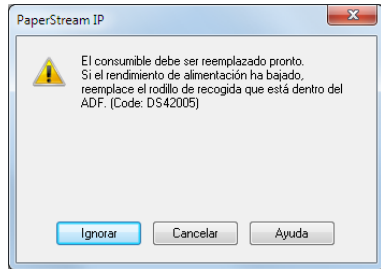 PaperStream IP
El consumible debe ser reemplazado pronto.
Si el rendimiento de alimentación ha bajado,
reemplace el rodillo de recogida que está dentro del
ADF. (Code: DS42005)
Ignorar
Cancelar
Ayuda